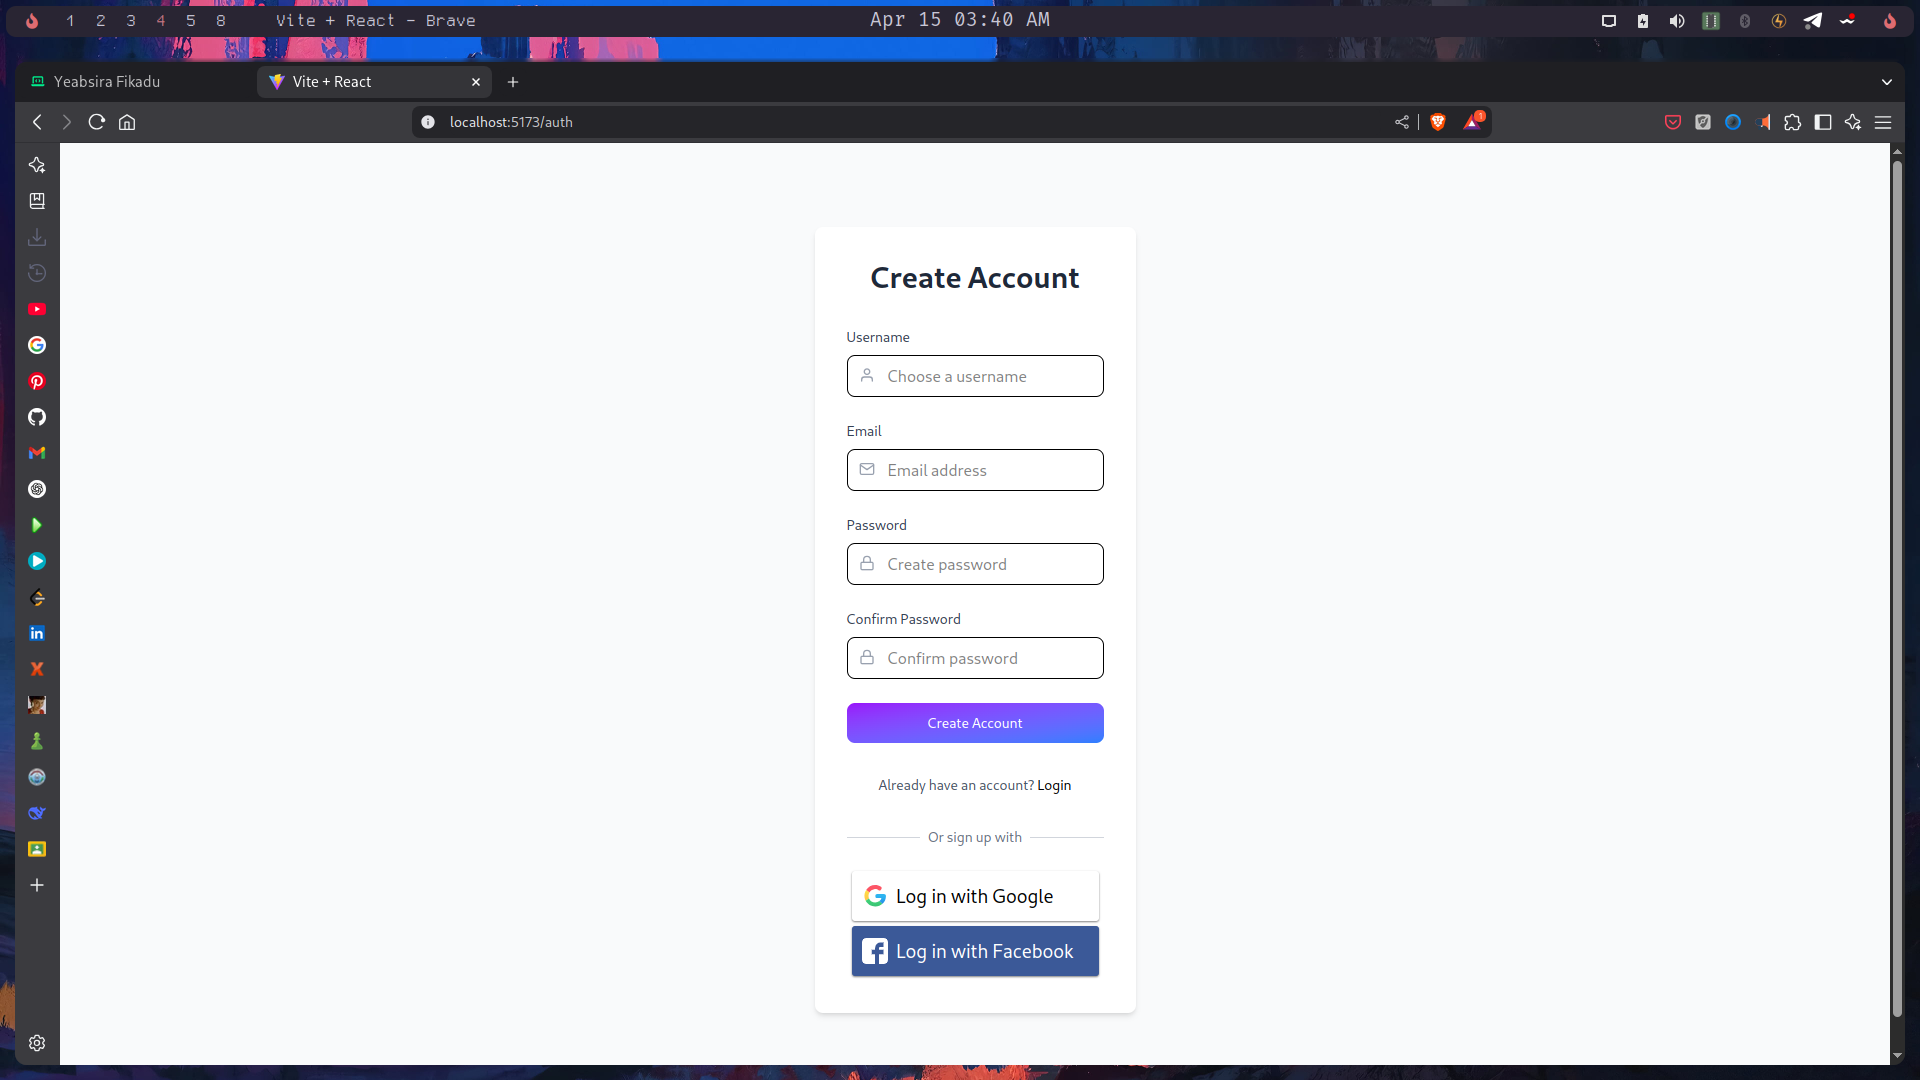 1 2 3 4 5 8 Vite + React - Brave Apr 15 03:40 AM
Yeabsira Fikadu Vite + React
localhost:5173/auth 1
Create Account
Username
Choose a username
Email
Email address
Password
Create password
Confirm Password
Confirm password
Create Account
Already have an account? Login
Or sign up with
Log in with Google
Log in with Facebook